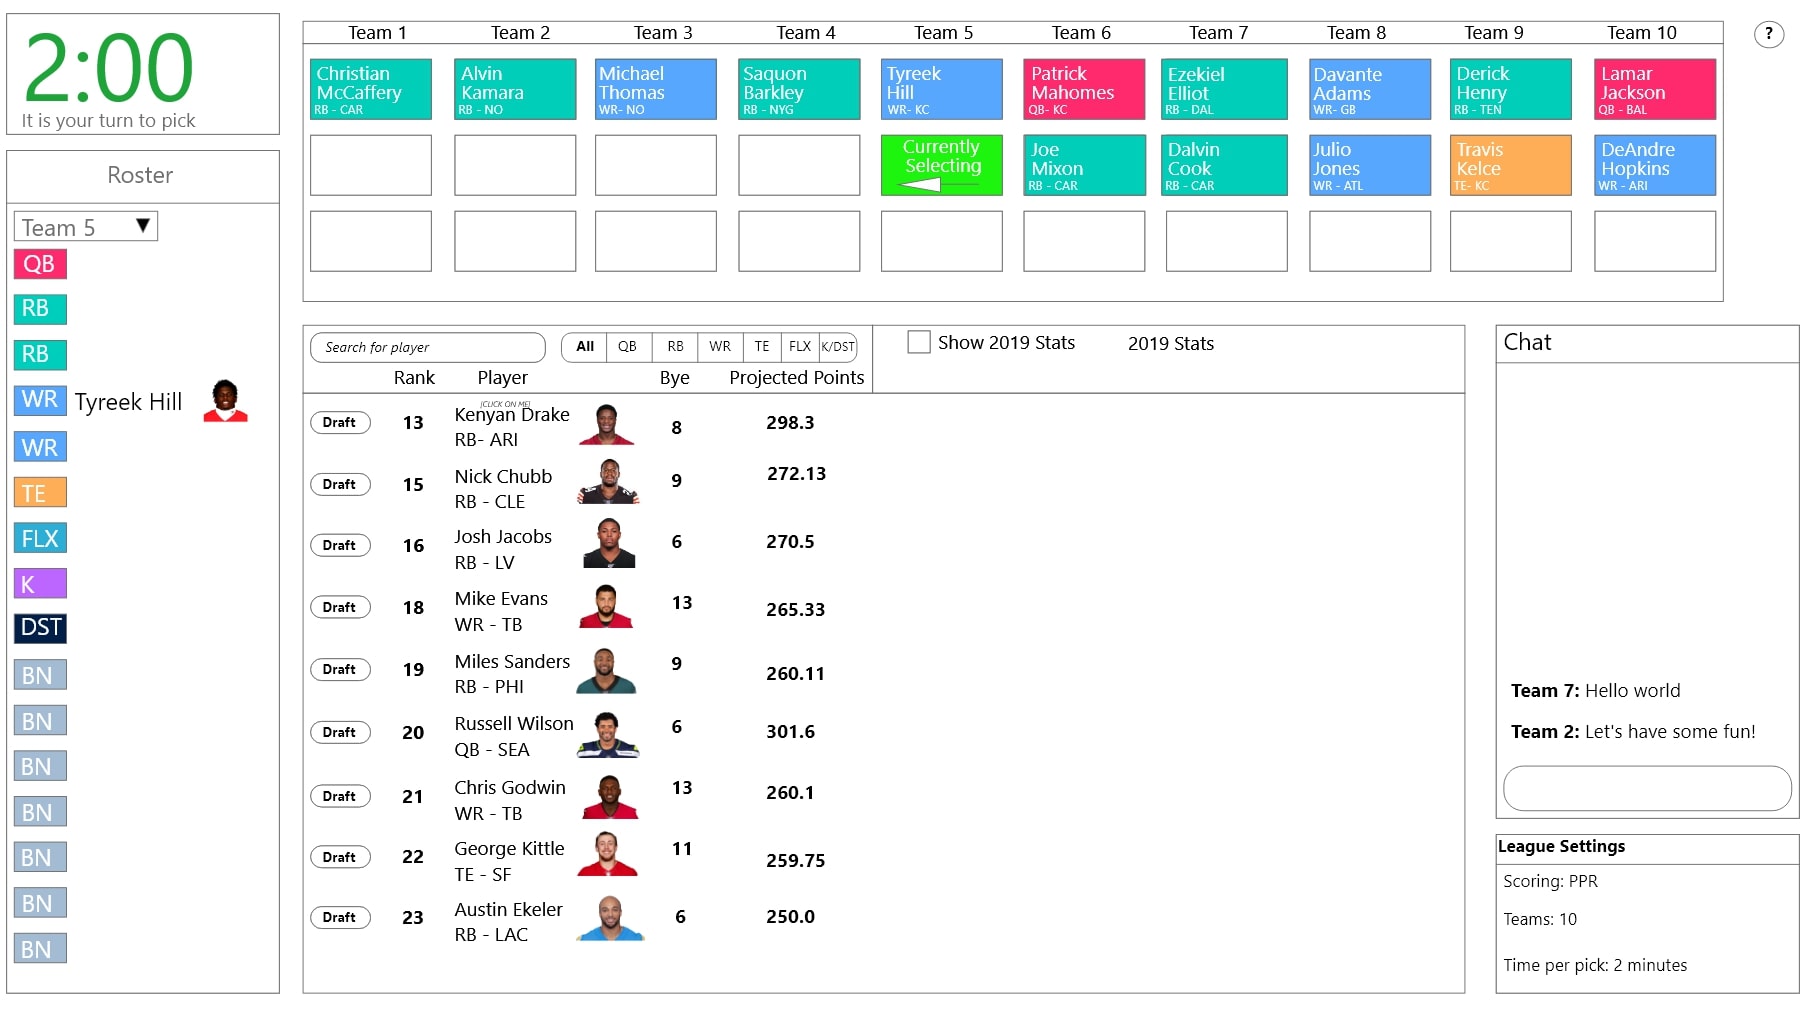 2:00
It is your turn to pick
Roster
Team 5
QB
RB
RB
WR Tyreek Hill
WR
TE
FLX
K
DST
BN
BN
BN
BN
BN
BN
BN
Team 1 Team 2 Team 3 Team 4 Team 5 Team 6 Team 7 Team 8 Team 9 Team 10
?
Christian
McCaffery
RB - CAR
Alvin
Kamara
RB - NO
Michael
Thomas
WR- NO
Saquon
Barkley
RB - NYG
Tyreek
Hill
WR- KC
Patrick
Mahomes
QB- KC
Ezekiel
Elliot
RB - DAL
Davante
Adams
WR- GB
Derick
Henry
RB - TEN
Lamar
Jackson
QB - BAL
Currently
Selecting
Joe
Mixon
RB - CAR
Dalvin
Cook
RB - CAR
Julio
Jones
WR - ATL
Travis
Kelce
TE- KC
DeAndre
Hopkins
WR - ARI
Search for player
All QB RB WR TE FLX K/DST
Show 2019 Stats 2019 Stats
Rank Player Bye Projected Points
[CLICK ON ME]
Draft 13 Kenyan Drake 8 298.3
RB- ARI
Draft 15 Nick Chubb 9 272.13
RB - CLE
Draft 16 Josh Jacobs 6 270.5
RB - LV
Draft 18 Mike Evans 13 265.33
WR - TB
Draft 19 Miles Sanders 9 260.11
RB - PHI
Draft 20 Russell Wilson 6 301.6
QB - SEA
Draft 21 Chris Godwin 13 260.1
WR - TB
Draft 22 George Kittle 11 259.75
TE - SF
Draft 23 Austin Ekeler 6 250.0
RB - LAC
Chat
Team 7: Hello world
Team 2: Let's have some fun!
League Settings
Scoring: PPR
Teams: 10
Time per pick: 2 minutes